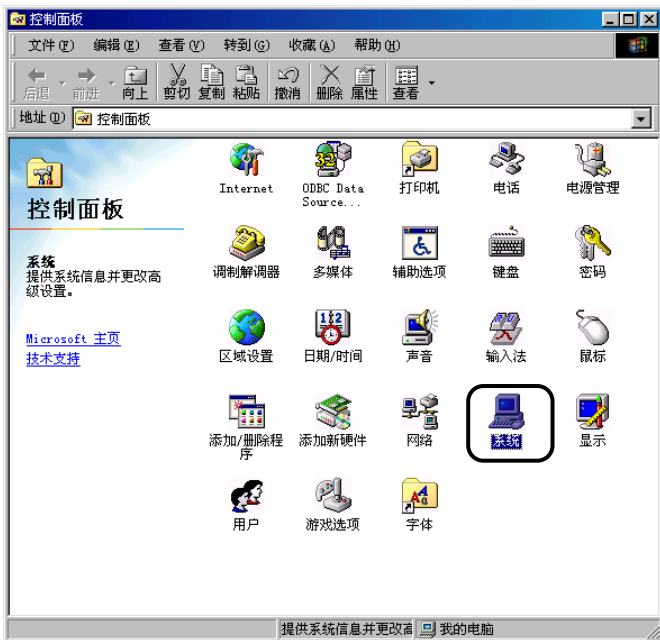 控制面板
文件(F) 编辑(E) 查看(V) 转到(G) 收藏(A) 帮助(H)
后退 前进 向上 剪切 复制 粘贴 撤消 删除 属性 查看
地址(D) 控制面板
控制面板
系统
提供系统信息并更改高
级设置。
Microsoft 主页
技术支持
Internet
ODBC Data
Source...
打印机
电话
电源管理
调制解调器
多媒体
辅助选项
键盘
密码
区域设置
日期/时间
声音
输入法
鼠标
添加/删除程
序
添加新硬件
网络
系统
显示
用户
游戏选项
字体
提供系统信息并更改高 我的电脑